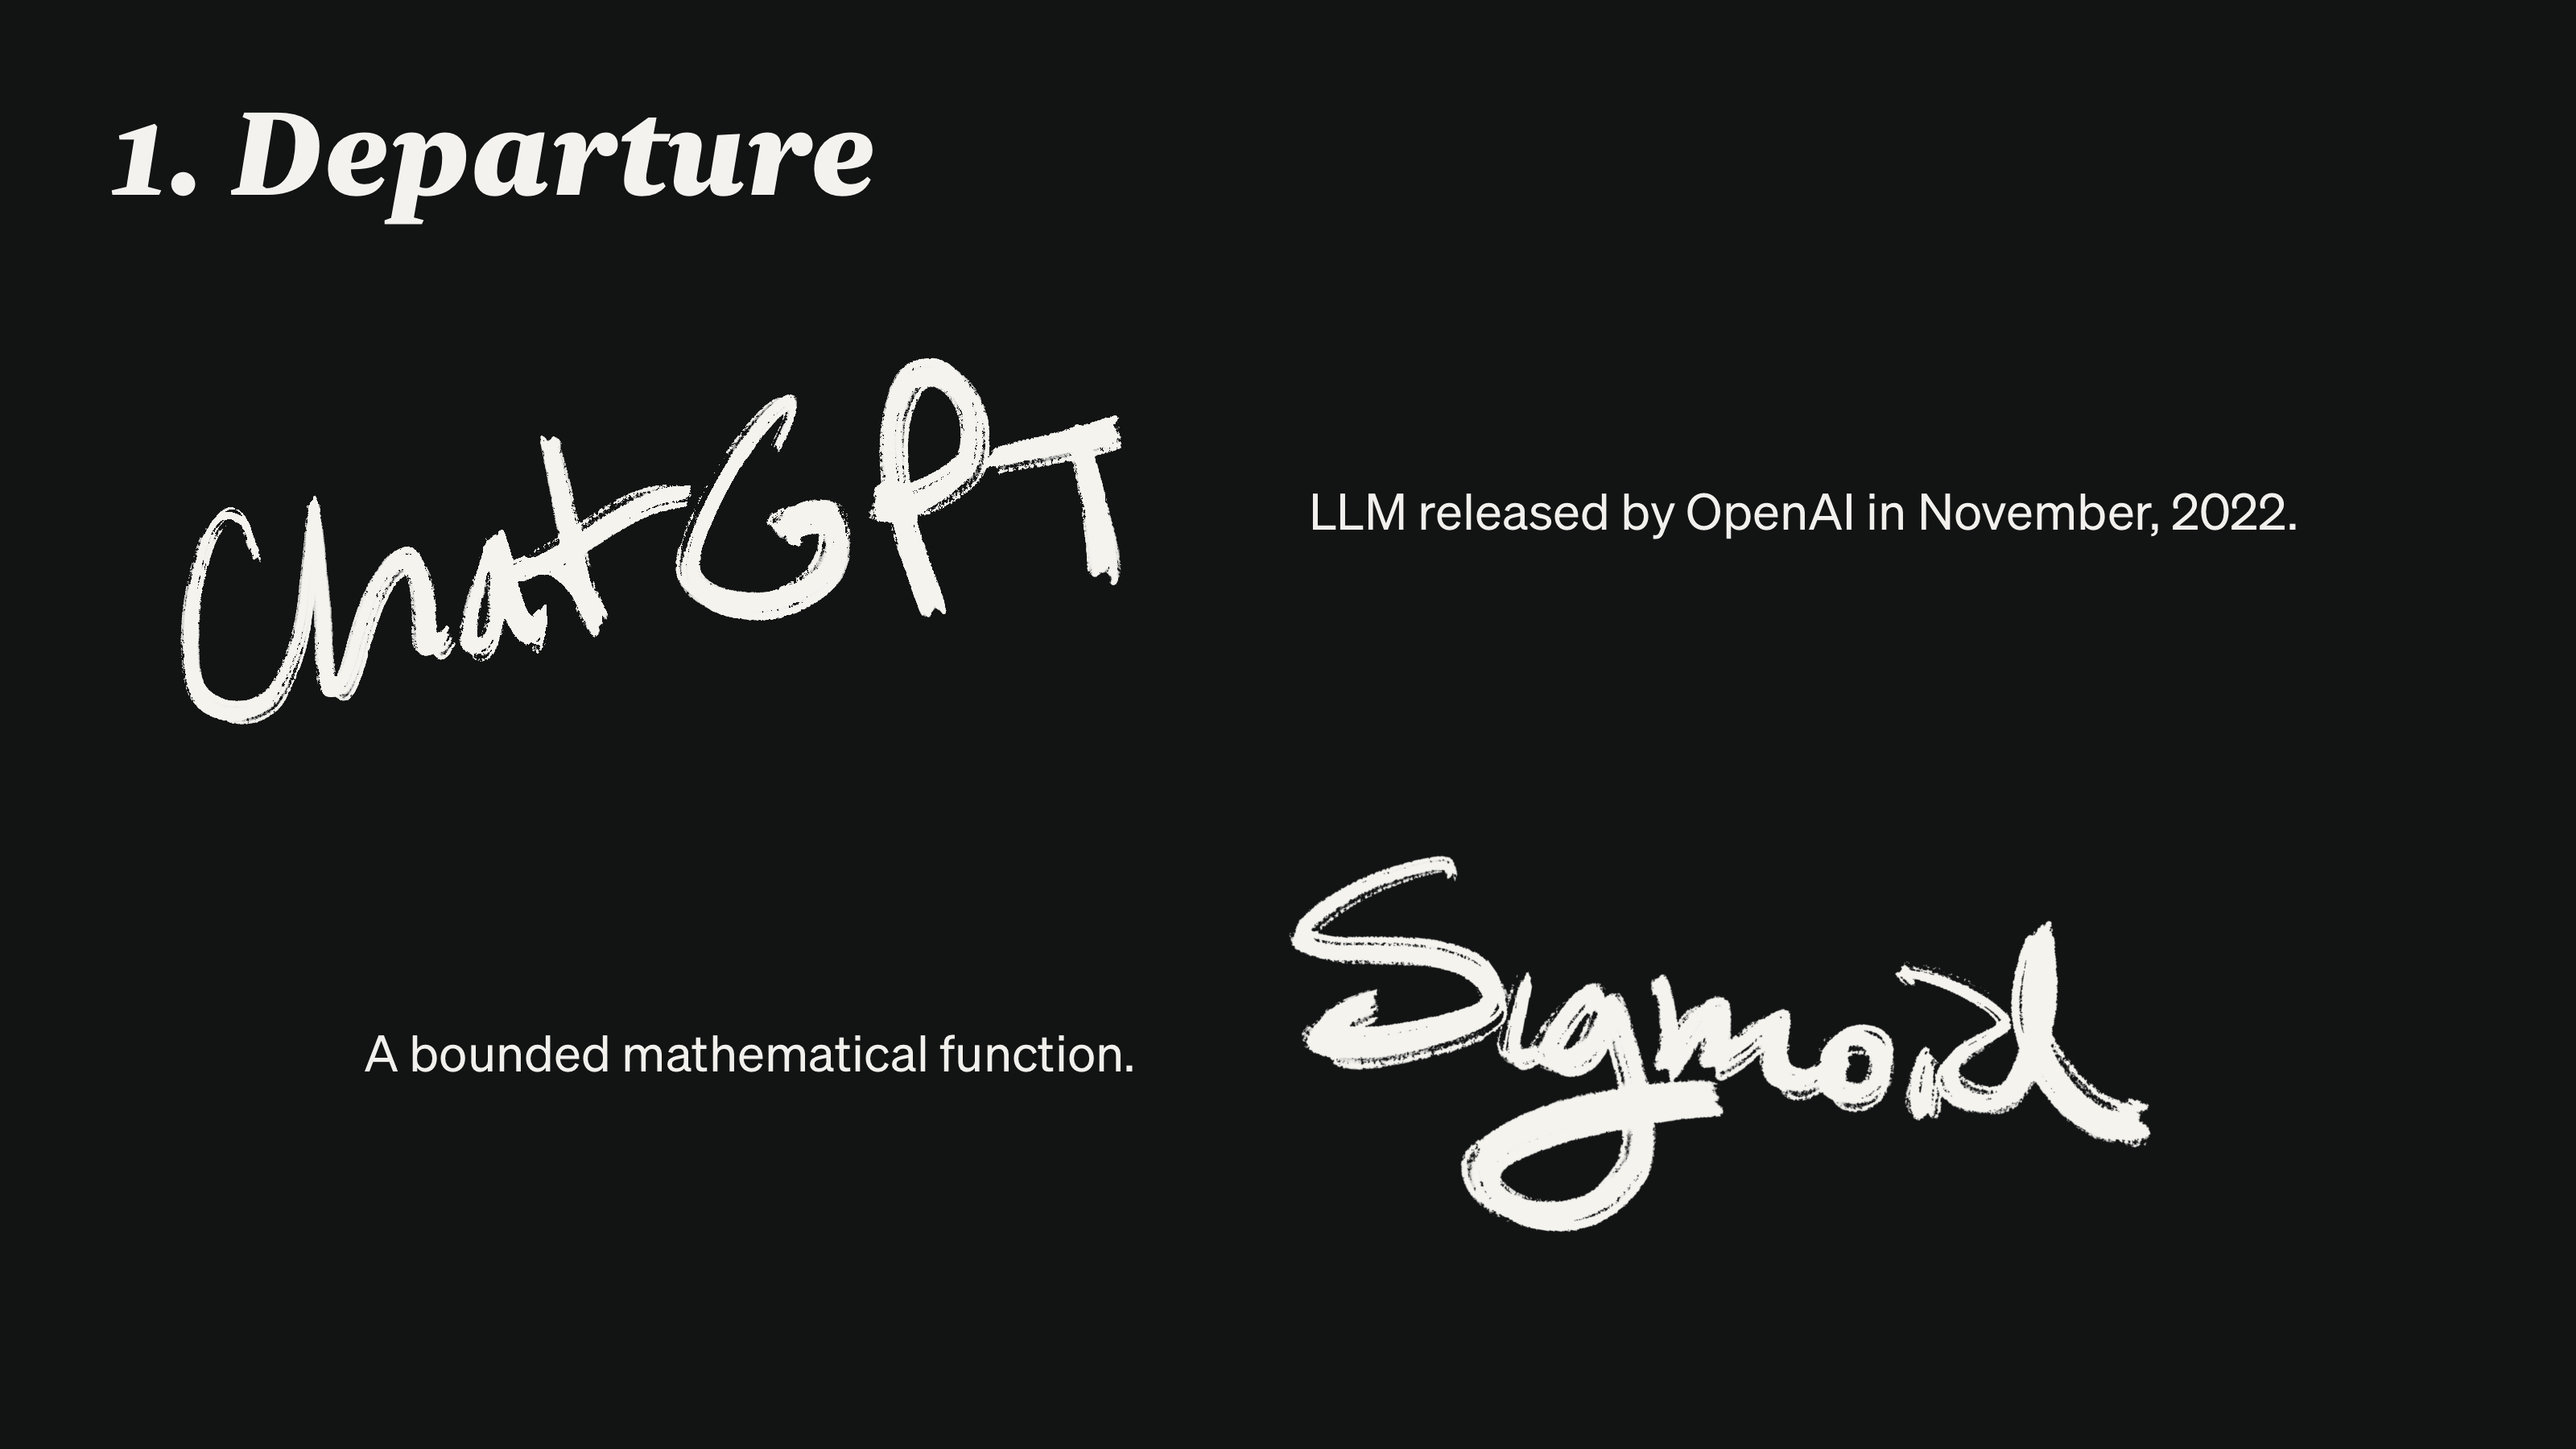 1. Departure
ChatGPT
LLM released by OpenAI in November, 2022.
A bounded mathematical function.
Sigmoid